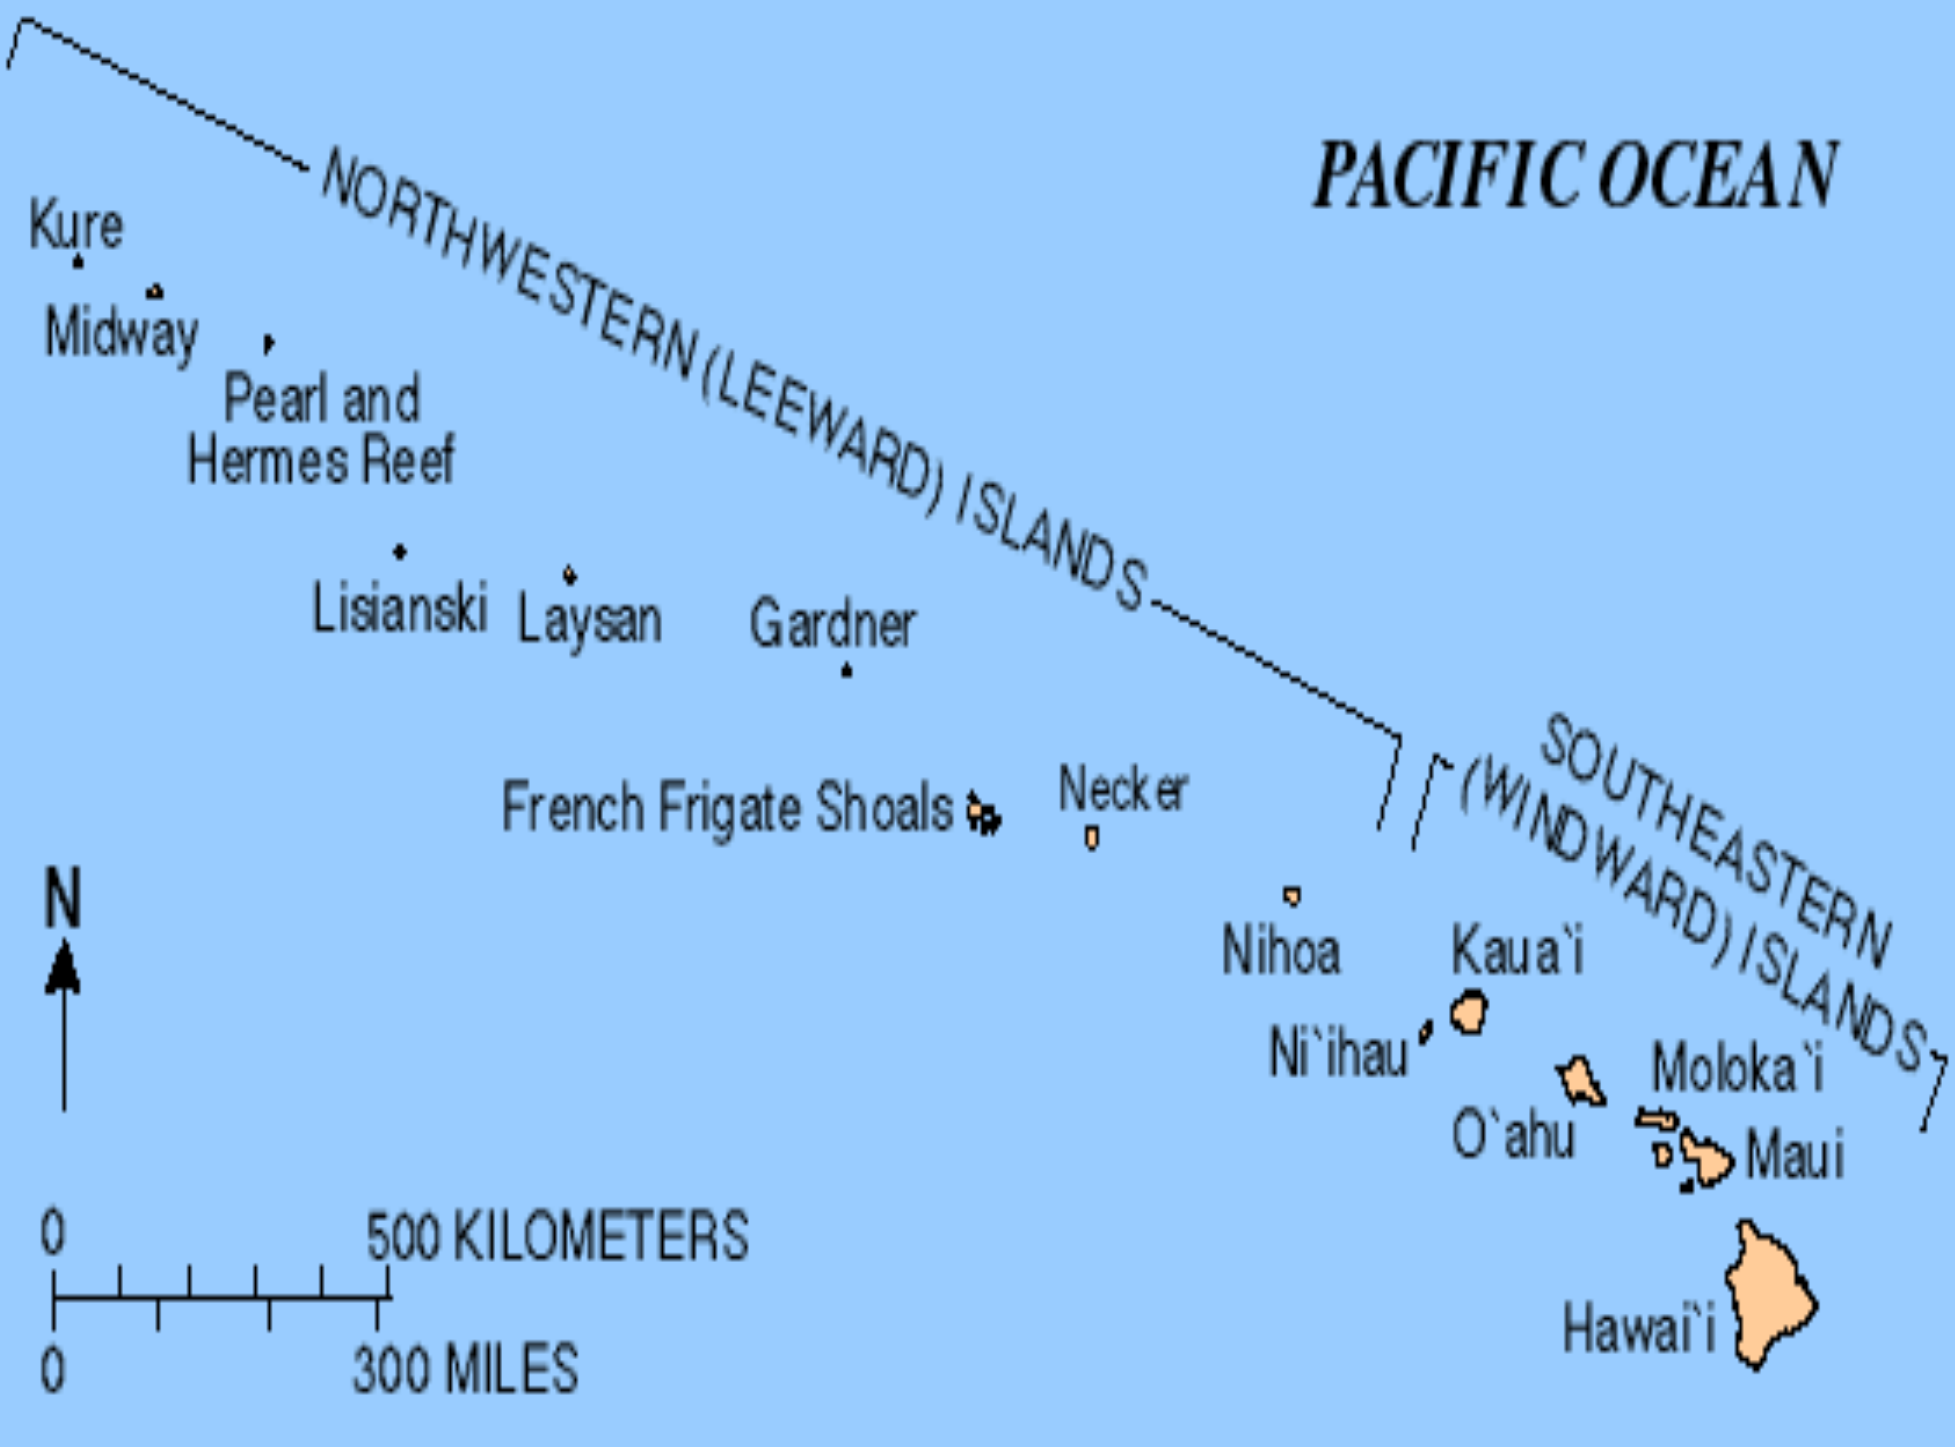 PACIFIC OCEAN
NORTHWESTERN (LEEWARD) ISLANDS
Kure
Midway
Pearl and
Hermes Reef
Lisianski
Laysan
Gardner
French Frigate Shoals
Necker
Nihoa
SOUTHEASTERN
(WINDWARD) ISLANDS
Kaua`i
Ni`ihau
O`ahu
Moloka`i
Maui
Hawai`i
N
0 500 KILOMETERS
0 300 MILES